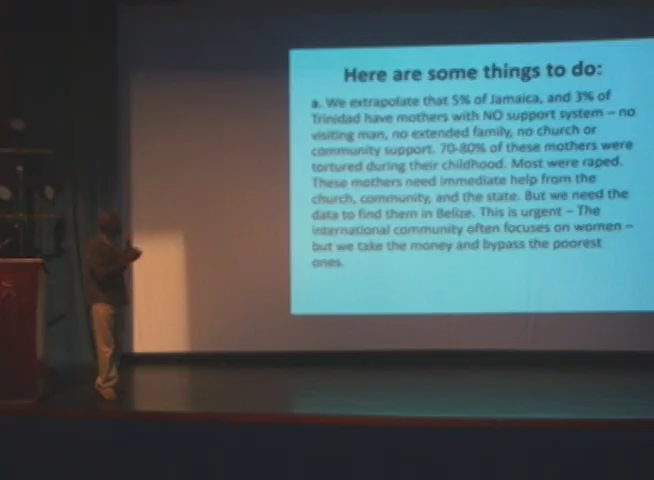 Here are some things to do:
a. We extrapolate that 5% of Jamaica, and 3% of
Trinidad have mothers with NO support system – no
visiting man, no extended family, no church or
community support. 70-80% of these mothers were
tortured during their childhood. Most were raped.
These mothers need immediate help from the
church, community, and the state. But we need the
data to find them in Belize. This is urgent – The
international community often focuses on women –
but we take the money and bypass the poorest
ones.